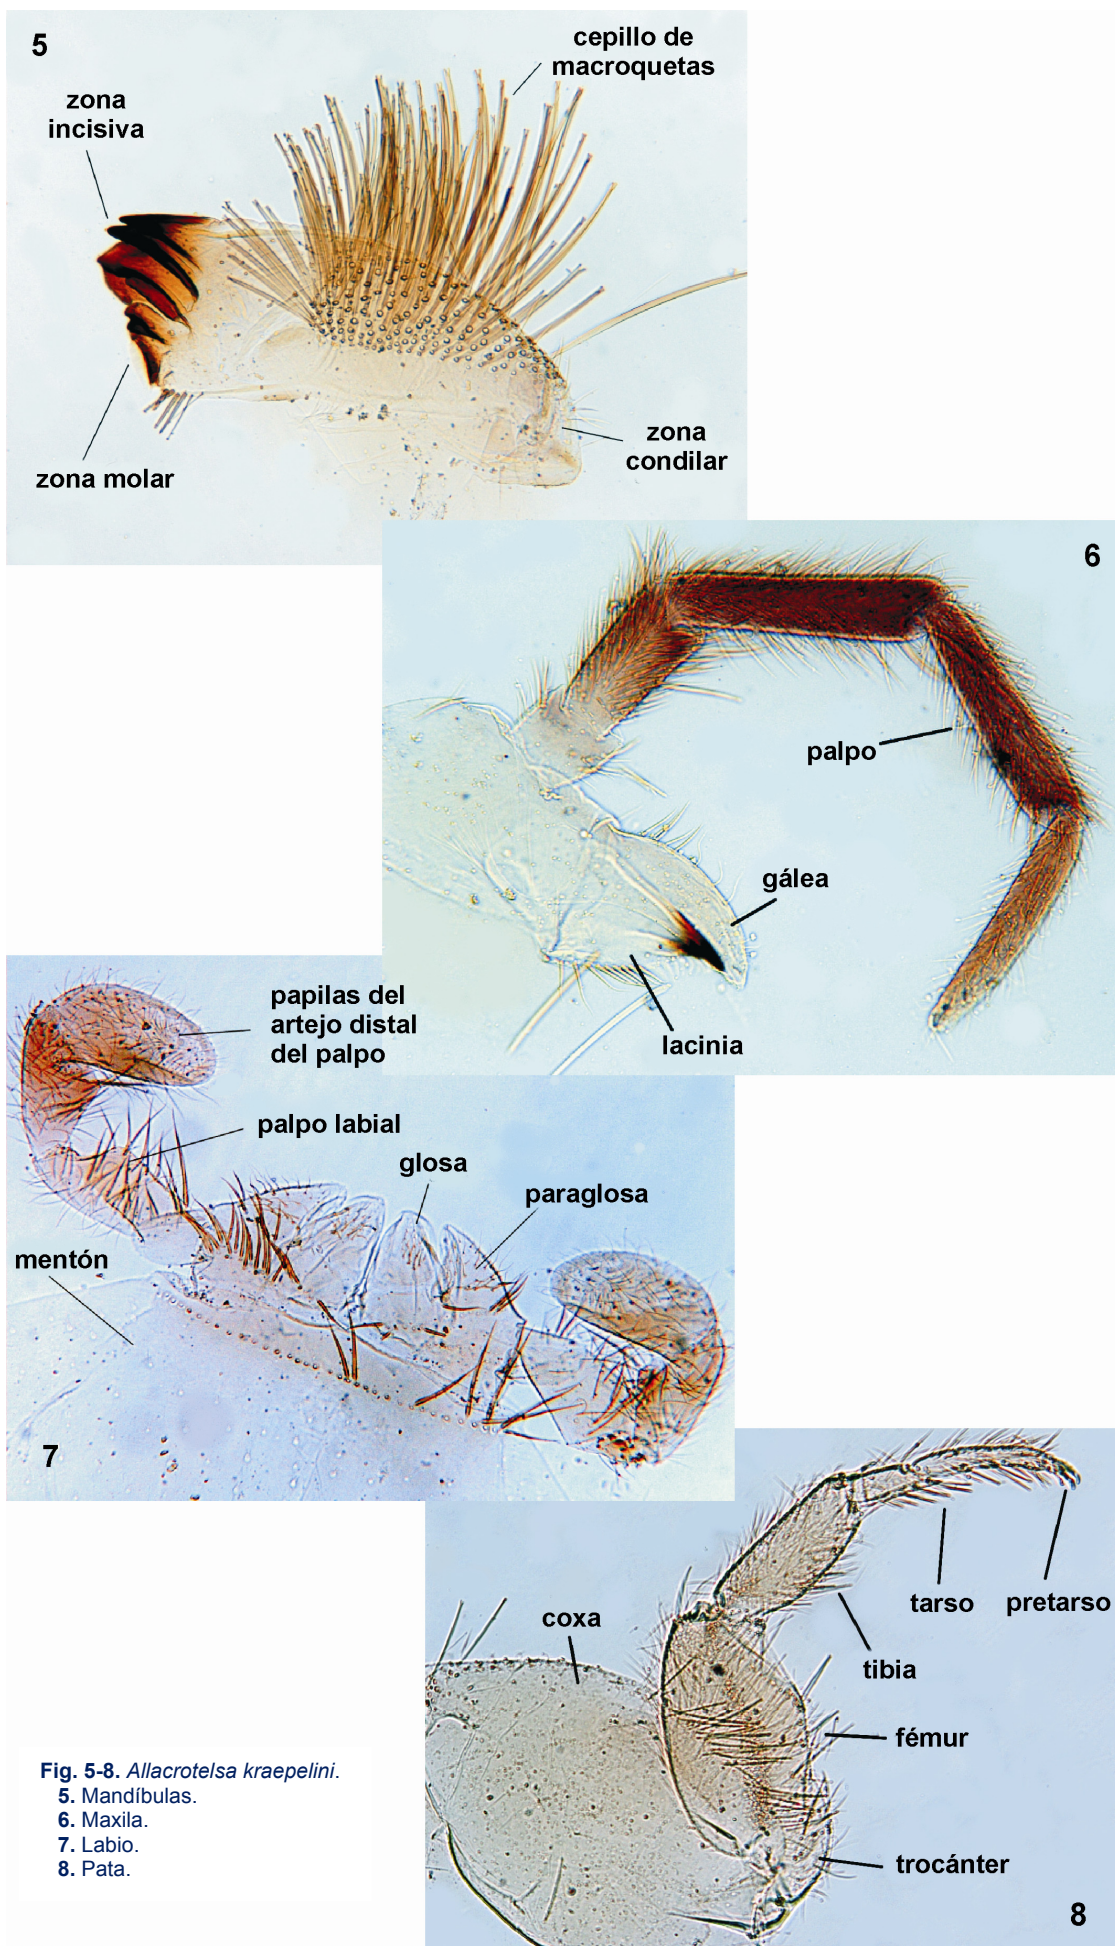 5
cepillo de
macroquetas
zona
incisiva
zona
condilar
zona molar
6
palpo
gálea
lacinia
papilas del
artejo distal
del palpo
palpo labial
glosa
paraglosa
mentón
7
tarso
pretarso
coxa
tibia
fémur
trocánter
8
Fig. 5-8. Allacrotelsa kraepelini.
5. Mandíbulas.
6. Maxila.
7. Labio.
8. Pata.